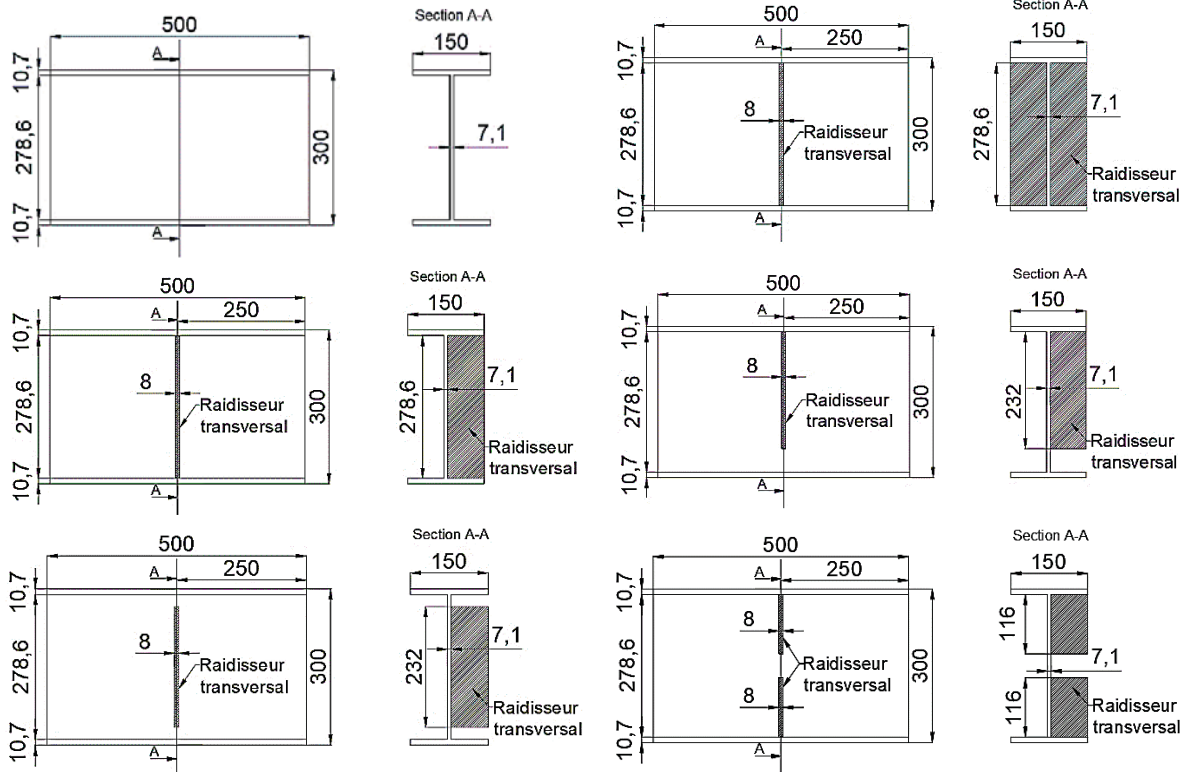 500
Section A-A
150
A
10,7
278,6
300
7,1
10,7
A
Section A-A
500
150
A
250
10,7
278,6
8
Raidisseur
transversal
300
278,6
7,1
Raidisseur
transversal
10,7
A
Section A-A
500
150
A
250
10,7
278,6
8
Raidisseur
transversal
300
278,6
7,1
Raidisseur
transversal
10,7
A
Section A-A
500
150
A
250
10,7
278,6
8
Raidisseur
transversal
300
232
7,1
Raidisseur
transversal
10,7
A
Section A-A
500
150
A
250
10,7
278,6
8
Raidisseur
transversal
300
232
7,1
Raidisseur
transversal
10,7
A
Section A-A
500
150
A
250
10,7
278,6
8
Raidisseur
transversal
8
300
116
7,1
116
Raidisseur
transversal
10,7
A